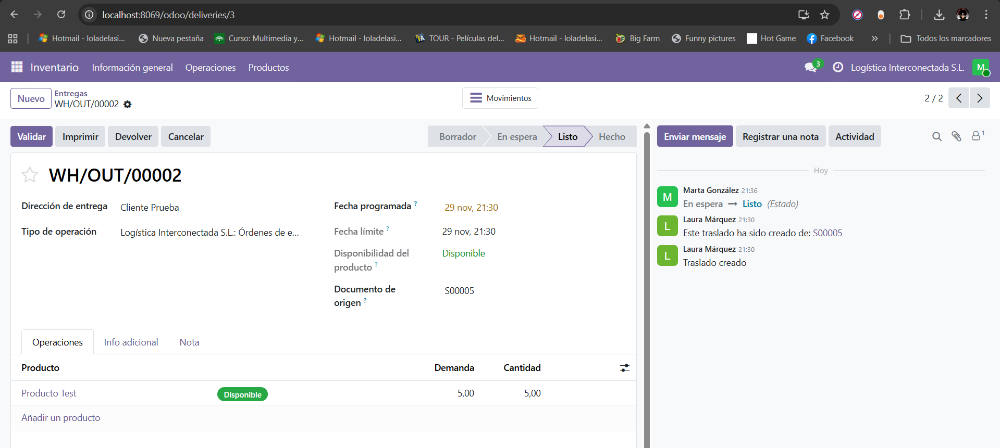 localhost:8069/odoo/deliveries/3
Hotmail - loladelasi...
Nueva pestaña
Curso: Multimedia y...
Hotmail - loladelasi...
TOUR - Películas del...
Hotmail - loladelasi...
Big Farm
Funny pictures
Hot Game
Facebook
»
Todos los marcadores
Inventario
Información general
Operaciones
Productos
3
Logística Interconectada S.L.
M
Nuevo
Entregas
WH/OUT/00002
Movimientos
2 / 2
Validar
Imprimir
Devolver
Cancelar
Borrador
En espera
Listo
Hecho
Enviar mensaje
Registrar una nota
Actividad
1
WH/OUT/00002
Dirección de entrega
Cliente Prueba
Tipo de operación
Logística Interconectada S.L.: Órdenes de e...
Fecha programada ?
29 nov, 21:30
Fecha límite ?
29 nov, 21:30
Disponibilidad del
producto ?
Disponible
Documento de
origen ?
S00005
Operaciones
Info adicional
Nota
Producto
Demanda
Cantidad
Producto Test
Disponible
5,00
5,00
Añadir un producto
Hoy
M
Marta González 21:36
En espera → Listo (Estado)
L
Laura Márquez 21:30
Este traslado ha sido creado de: S00005
L
Laura Márquez 21:30
Traslado creado